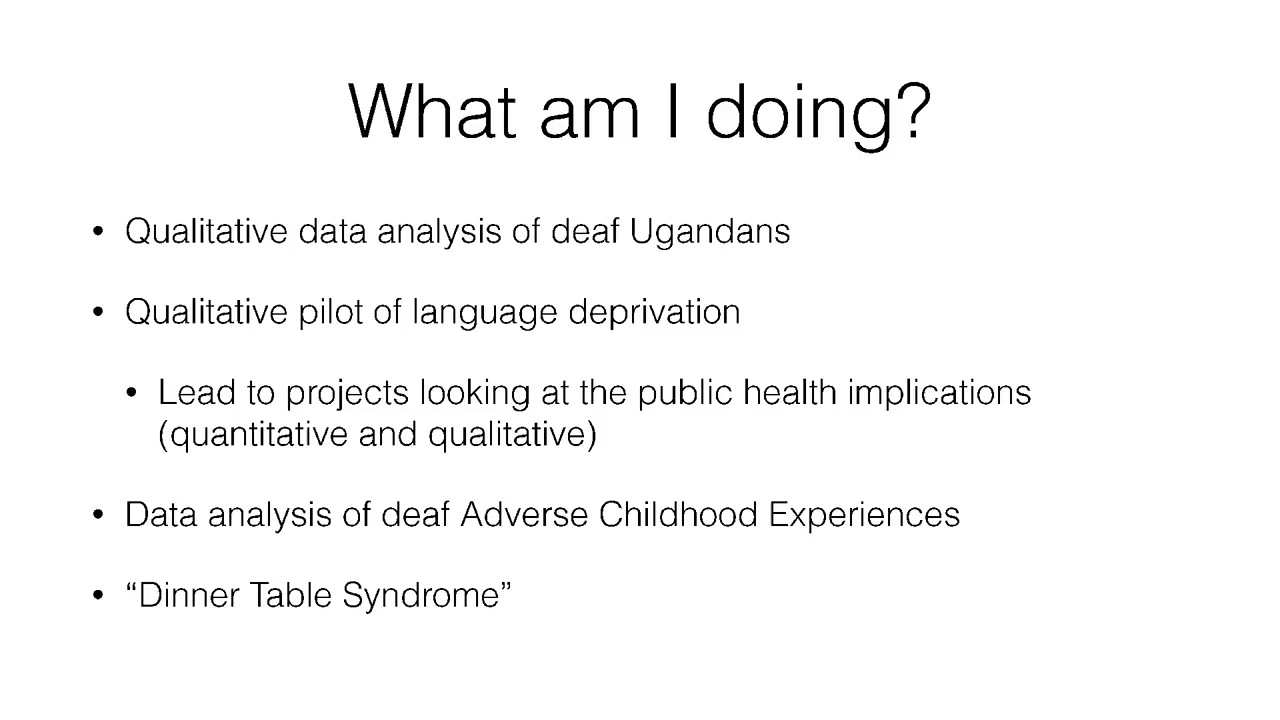 What am I doing?
• Qualitative data analysis of deaf Ugandans
• Qualitative pilot of language deprivation
• Lead to projects looking at the public health implications
(quantitative and qualitative)
• Data analysis of deaf Adverse Childhood Experiences
• “Dinner Table Syndrome”